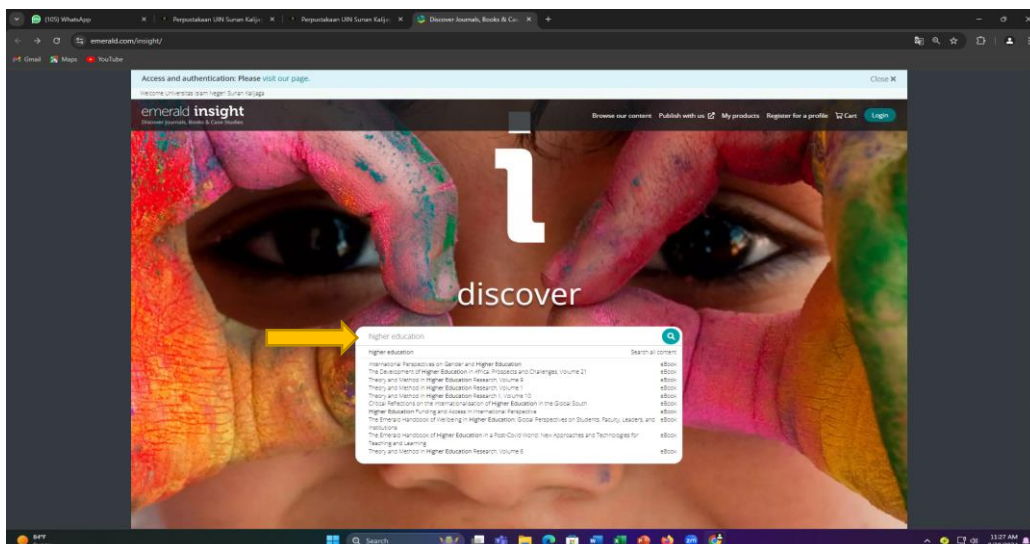 (105) WhatsApp
Perpustakaan UIN Sunan Kalij
Perpustakaan UIN Sunan Kalij
Discover Journals, Books & Ca
emerald.com/insight/
Gmail
Maps
YouTube
Access and authentication: Please visit our page.
Close X
Welcome Universitas Islam Negeri Sunan Kalijaga
emerald insight
Discover Journals, Books & Case Studies
Browse our content
Publish with us
My products
Register for a profile
Cart
Login
discover
higher education
higher education
Search all content
International Perspectives on Gender and Higher Education
eBook
The Development of Higher Education in Africa: Prospects and Challenges, Volume 21
eBook
Theory and Method in Higher Education Research, Volume 9
eBook
Theory and Method in Higher Education Research, Volume 1
eBook
Theory and Method in Higher Education Research II, Volume 10
eBook
Critical Reflections on the Internationalisation of Higher Education in the Global South
eBook
Higher Education Funding and Access in International Perspective
eBook
The Emerald Handbook of Wellbeing in Higher Education: Global Perspectives on Students, Faculty, Leaders, and
eBook
Institutions
The Emerald Handbook of Higher Education in a Post-Covid World: New Approaches and Technologies for
eBook
Teaching and Learning
Theory and Method in Higher Education Research, Volume 6
eBook
84°F
Search
11:27 AM